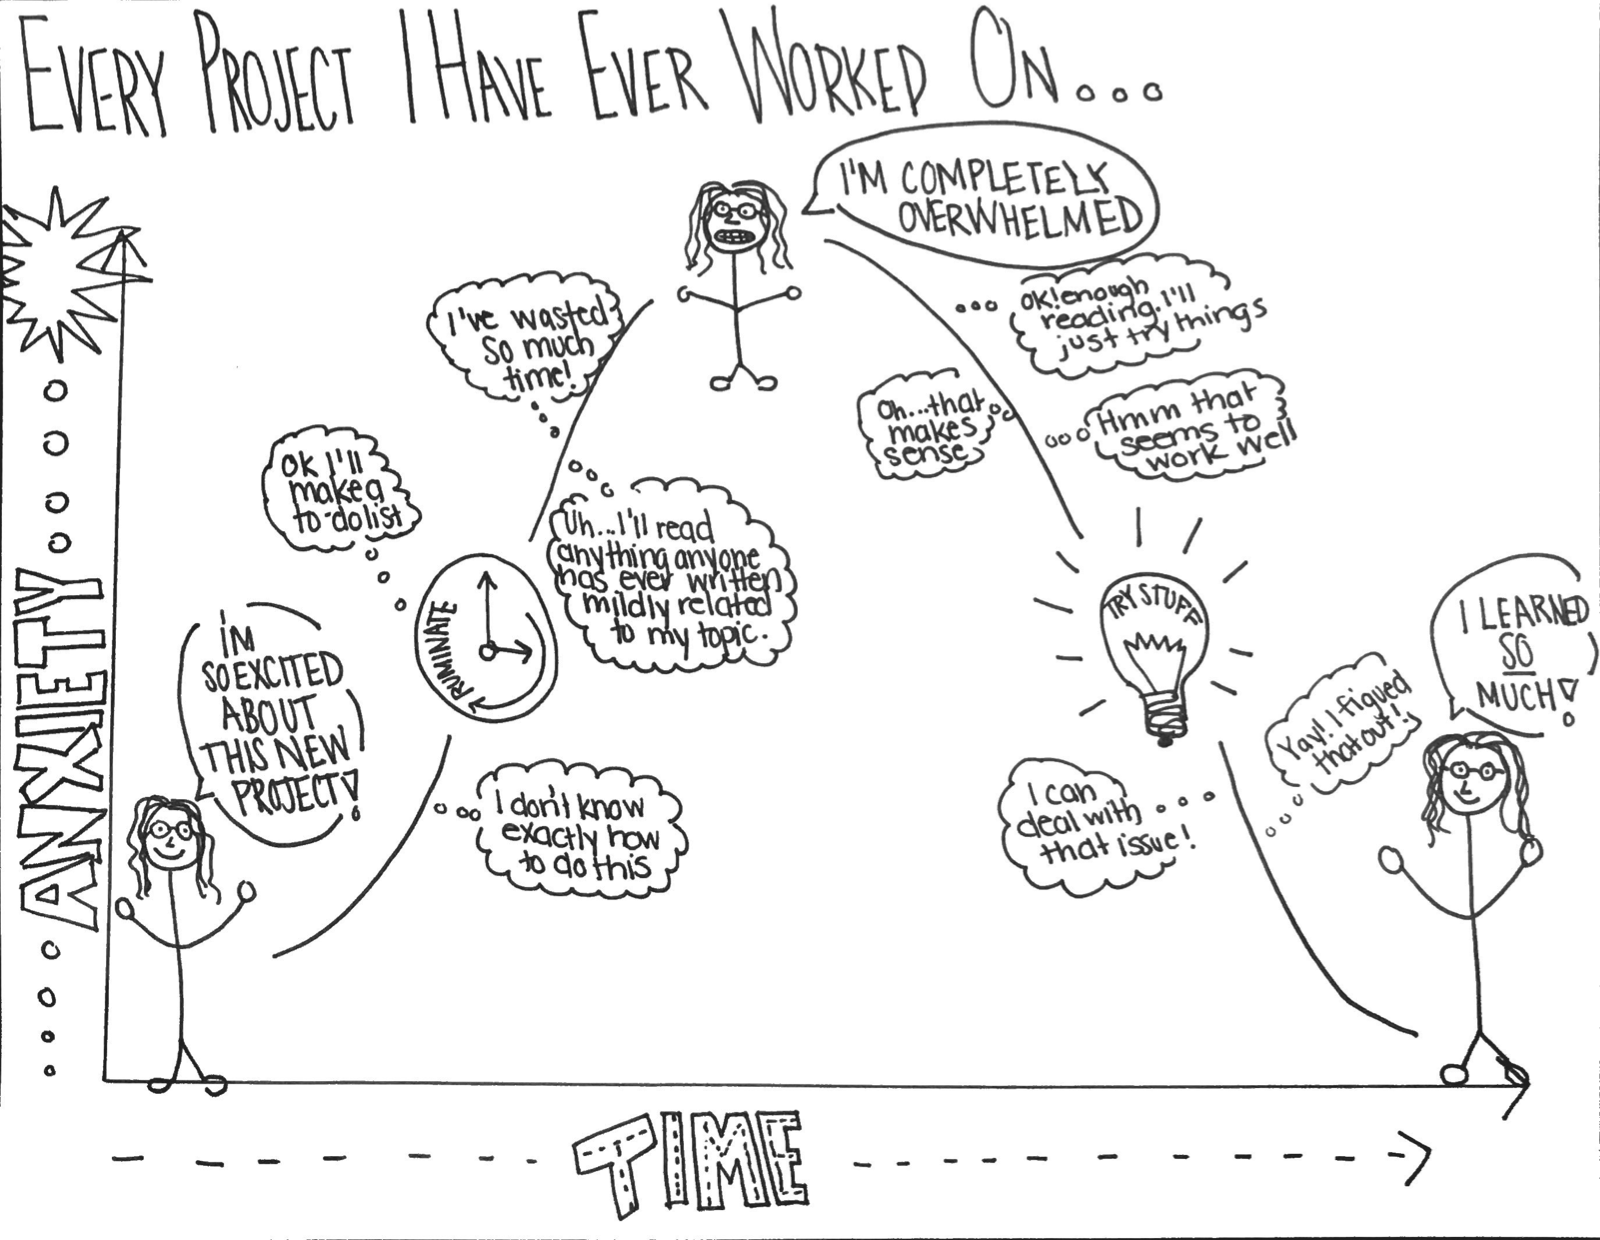 EVERY PROJECT I HAVE EVER WORKED ON...
I'M COMPLETELY
OVERWHELMED
I've wasted
so much
time!
ok!enough
reading. I'll
just try things
Oh...that
makes
sense
Hmm that
seems to
work well
OK I'll
make a
to-do list
Uh...I'll read
anything anyone
has ever written
mildly related
to my topic.
RUMINATE
TRY STUFF
I'M
SO EXCITED
ABOUT
THIS NEW
PROJECT!
I don't know
exactly how
to do this
I can
deal with
that issue!
Yay! I figued
that out!
I LEARNED
SO
MUCH!
ANXIETY
TIME